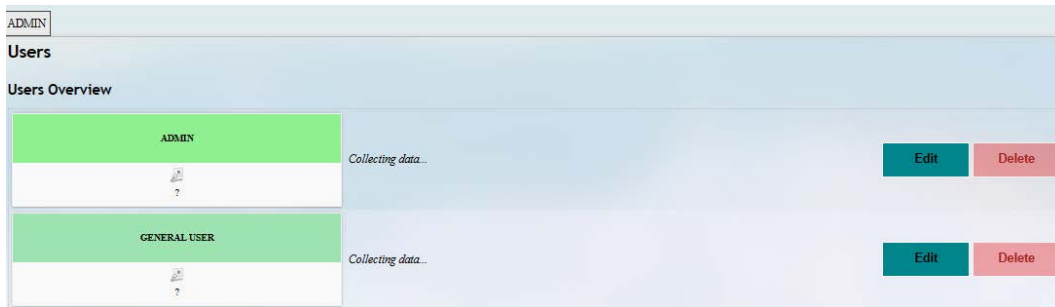 ADMIN
Users
Users Overview
ADMIN
?
Collecting data...
Edit
Delete
GENERAL USER
?
Collecting data...
Edit
Delete